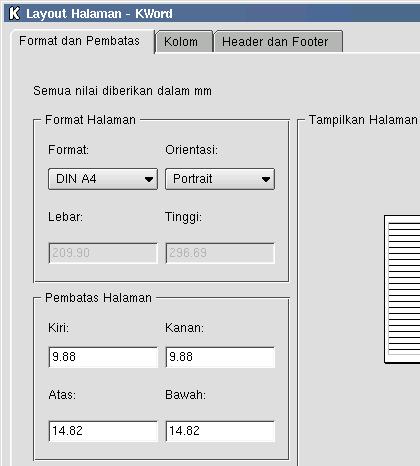 Layout Halaman - KWord
Format dan Pembatas Kolom Header dan Footer
Semua nilai diberikan dalam mm
Format Halaman
Format: Orientasi:
DIN A4 Portrait
Lebar: Tinggi:
209.90 296.69
Pembatas Halaman
Kiri: Kanan:
9.88 9.88
Atas: Bawah:
14.82 14.82
Tampilkan Halaman